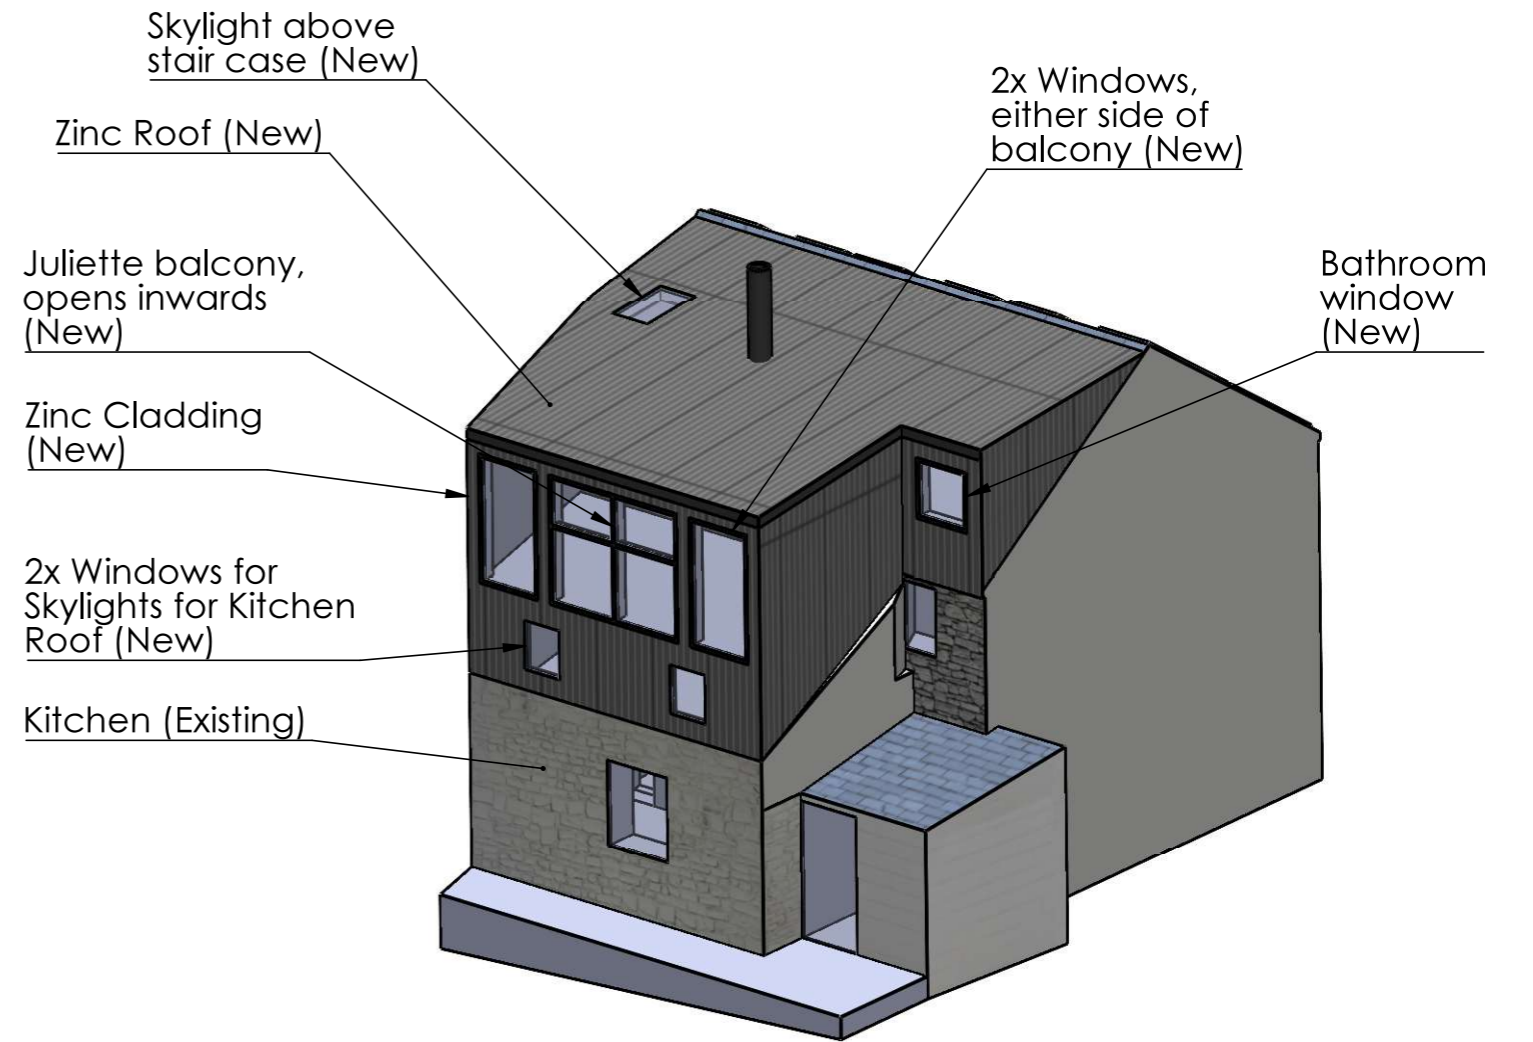 Skylight above
stair case (New)
Zinc Roof (New)
2x Windows,
either side of
balcony (New)
Juliette balcony,
opens inwards
(New)
Bathroom
window
(New)
Zinc Cladding
(New)
2x Windows for
Skylights for Kitchen
Roof (New)
Kitchen (Existing)